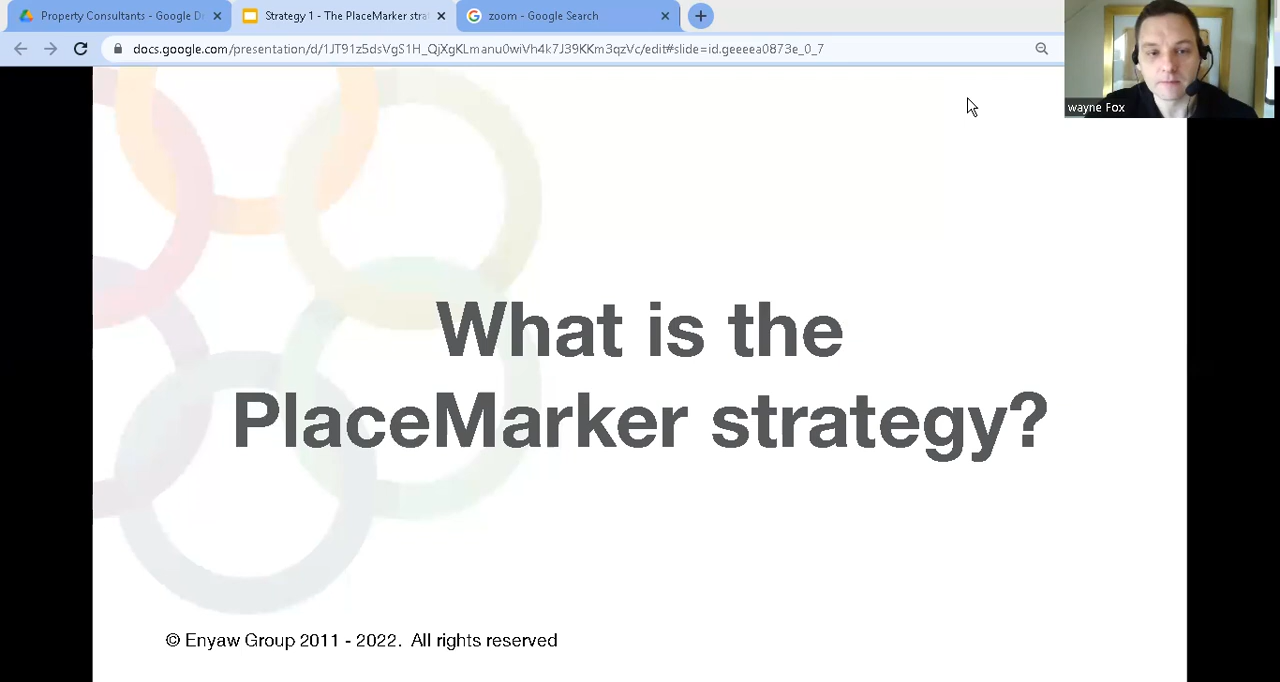 Property Consultants - Google Dr
Strategy 1 - The PlaceMarker stra
zoom - Google Search
docs.google.com/presentation/d/1JT91z5dsVgS1H_QjXgKLmanu0wiVh4k7J39KKm3qzVc/edit#slide=id.geeeea0873e_0_7
wayne Fox
What is the
PlaceMarker strategy?
© Enyaw Group 2011 - 2022. All rights reserved